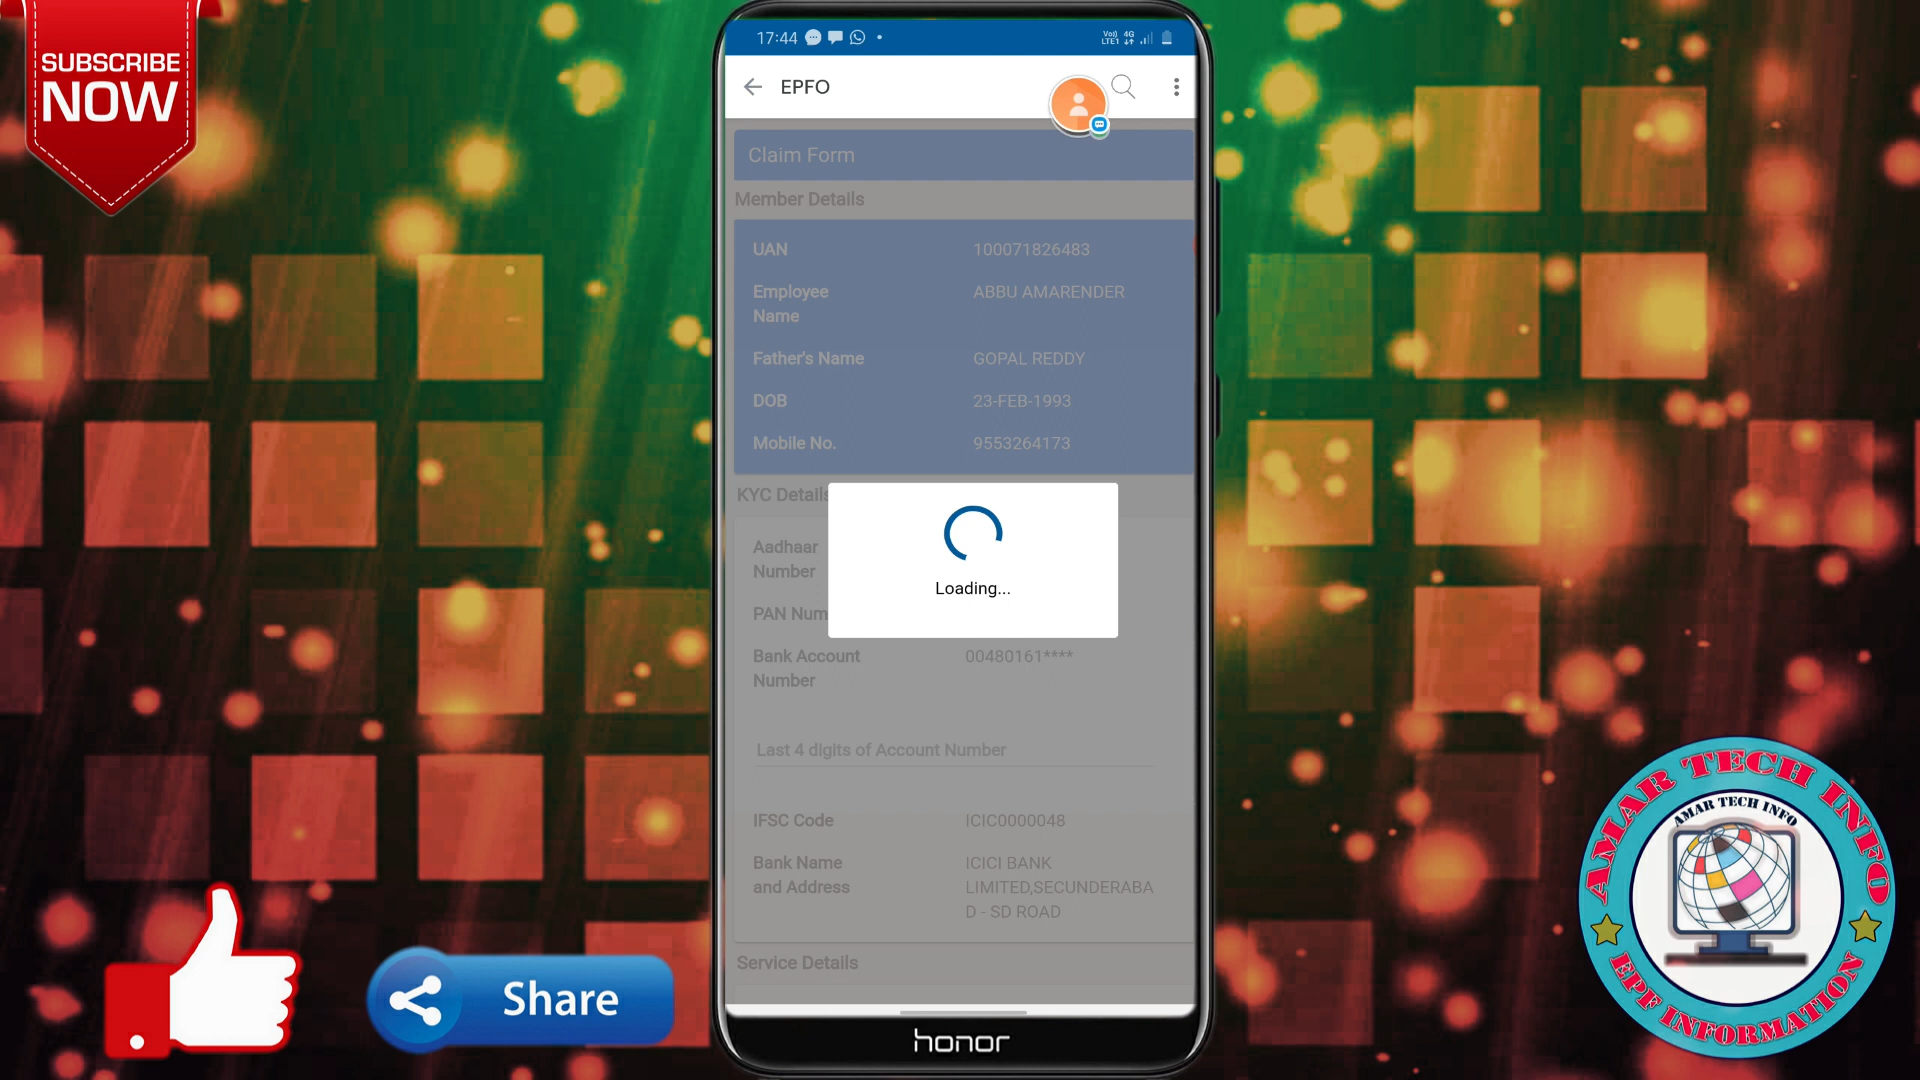 SUBSCRIBE
NOW
17:44
Vo))
LTE1
4G
EPFO
Claim Form
Member Details
UAN 100071826483
Employee ABBU AMARENDER
Name
Father's Name GOPAL REDDY
DOB 23-FEB-1993
Mobile No. 9553264173
KYC Details
Aadhaar
Number
Loading...
PAN Num
Bank Account 00480161****
Number
Last 4 digits of Account Number
IFSC Code ICIC0000048
Bank Name ICICI BANK
and Address LIMITED,SECUNDERABA
D - SD ROAD
Service Details
honor
Share
AMAR TECH INFO
AMAR TECH INFO
EPF INFORMATION